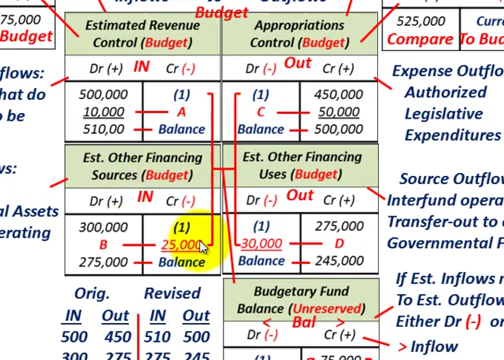 Budget
75,000
Budget
Estimated Revenue
Control (Budget)
Dr (+) IN Cr (-)
500,000 (1)
10,000 A
510,00 Balance
Appropriations
Control (Budget)
Dr (-) Out Cr (+)
(1) 450,000
C 50,000
Balance 500,000
525,000 Curr
Compare To Bud
flows:
hat do
o be
Expense Outflo
Authorized
Legislative
Expenditures
Est. Other Financing
Sources (Budget)
Dr (+) IN Cr (-)
300,000 (1)
B 25,000
275,000 Balance
Est. Other Financing
Uses (Budget)
Dr (-) Out Cr (+)
(1) 275,000
30,000 D
Balance 245,000
ws:
al Assets
erating
Source Outflow
Interfund opera
Transfer-out to o
Governmental F
Orig. Revised
IN Out IN Out
500 450 510 500
300 275 275 245
Budgetary Fund
Balance (Unreserved)
< Bal >
Dr (-) Cr (+)
(1) 75,000
If Est. Inflows n
To Est. Outflow
Either Dr (-) or
> Inflow